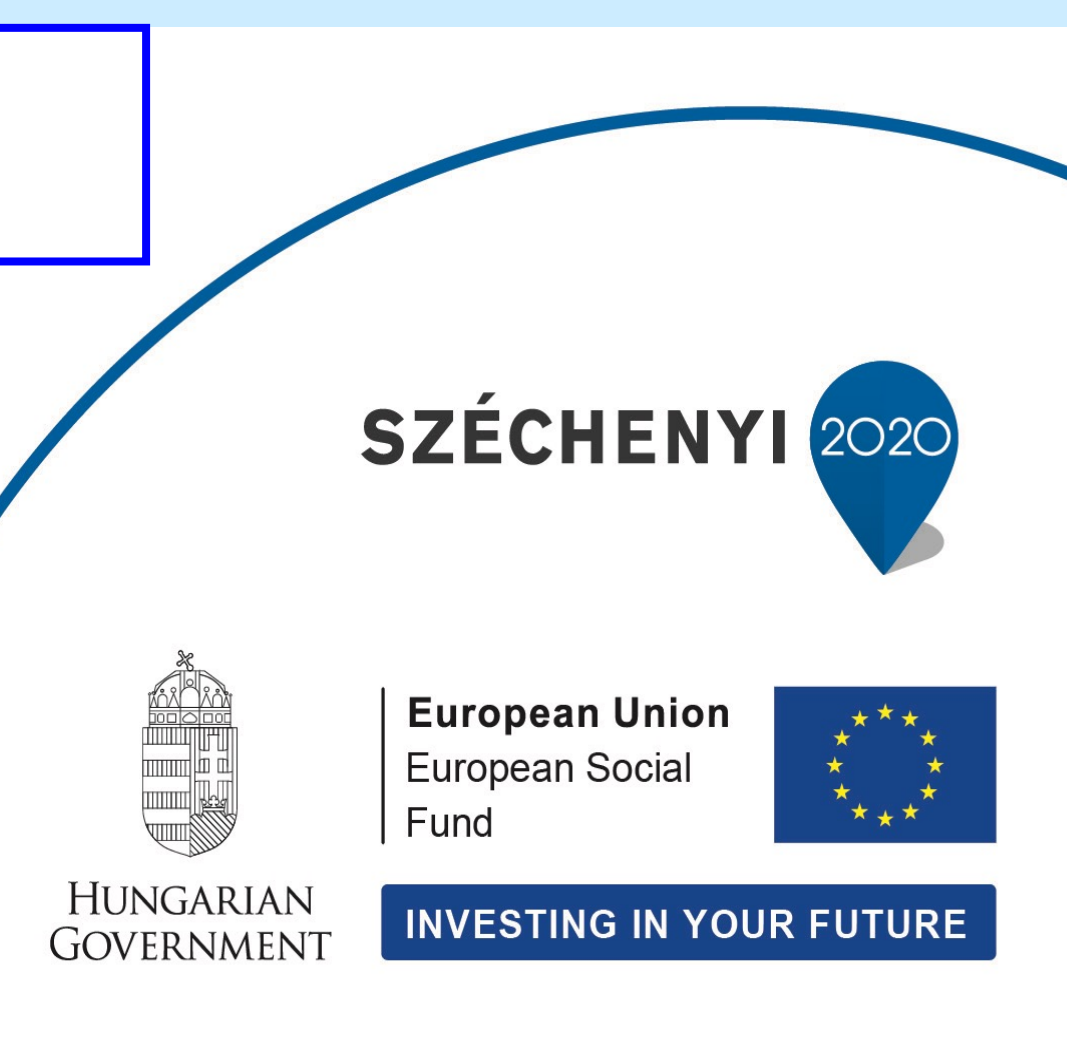 SZÉCHENYI 2020
European Union
European Social
Fund
HUNGARIAN
GOVERNMENT
INVESTING IN YOUR FUTURE